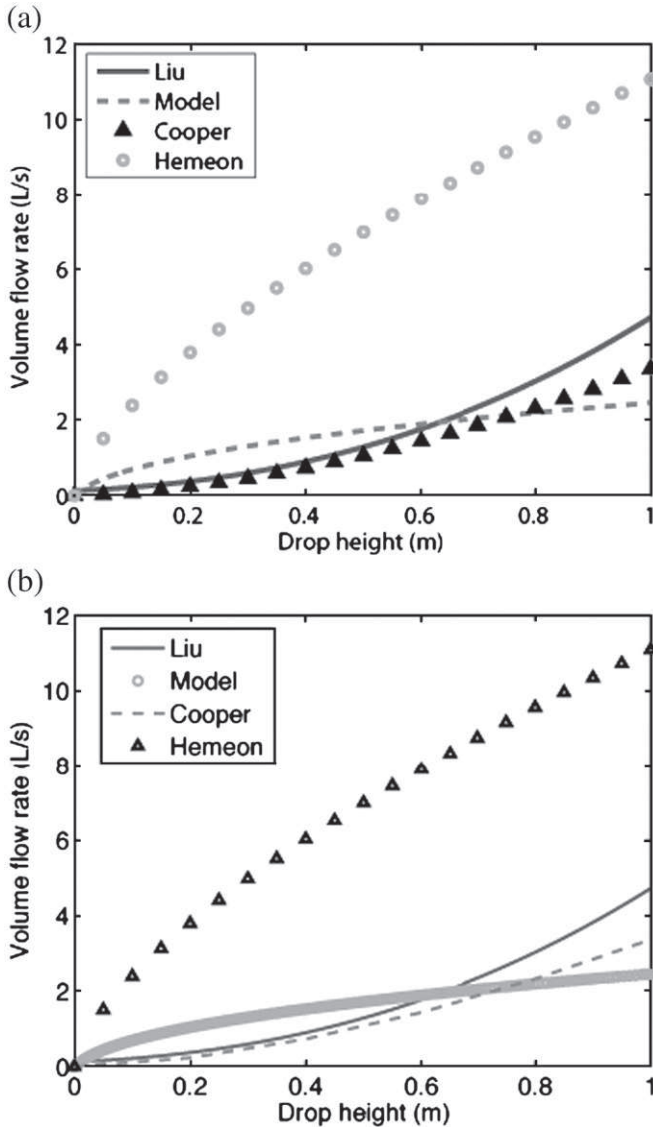 (a)
12
10
8
6
4
2
0
Volume flow rate (L/s)
Liu
Model
Cooper
Hemeon
0 0.2 0.4 0.6 0.8 1
Drop height (m)
(b)
12
10
8
6
4
2
0
Volume flow rate (L/s)
Liu
Model
Cooper
Hemeon
0 0.2 0.4 0.6 0.8 1
Drop height (m)